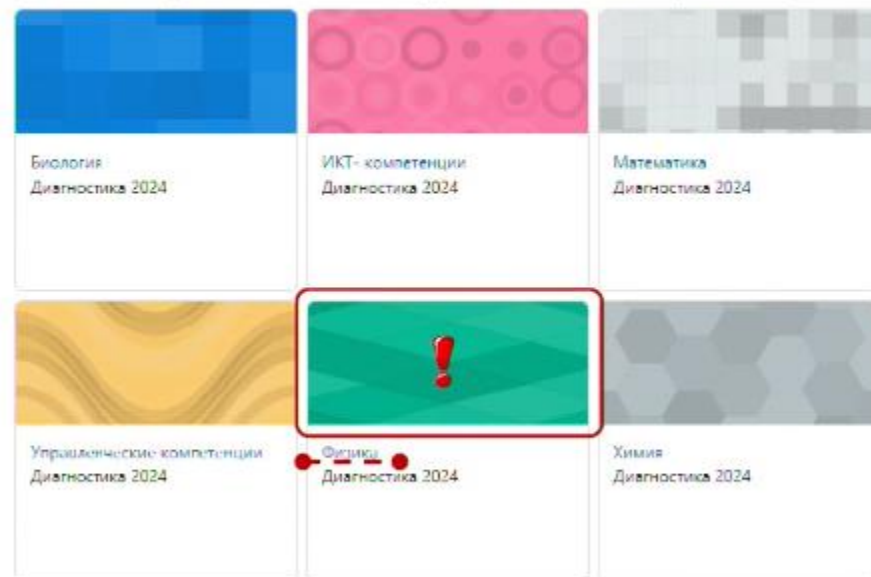 Биология
Диагностика 2024
ИКТ- компетенции
Диагностика 2024
Математика
Диагностика 2024
!
Управленческие компетенции
Диагностика 2024
Физика
Диагностика 2024
Химия
Диагностика 2024